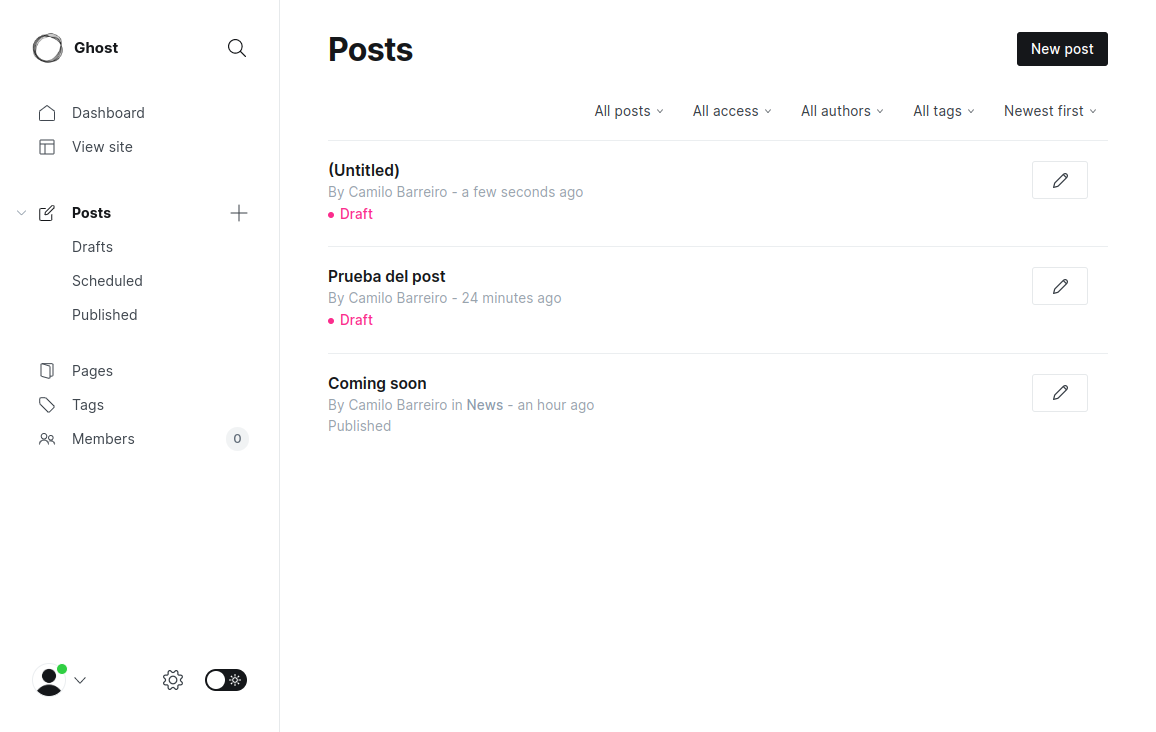 Ghost
Dashboard
View site
Posts
Drafts
Scheduled
Published
Pages
Tags
Members 0
Posts
New post
All posts All access All authors All tags Newest first
(Untitled)
By Camilo Barreiro - a few seconds ago
Draft
Prueba del post
By Camilo Barreiro - 24 minutes ago
Draft
Coming soon
By Camilo Barreiro in News - an hour ago
Published